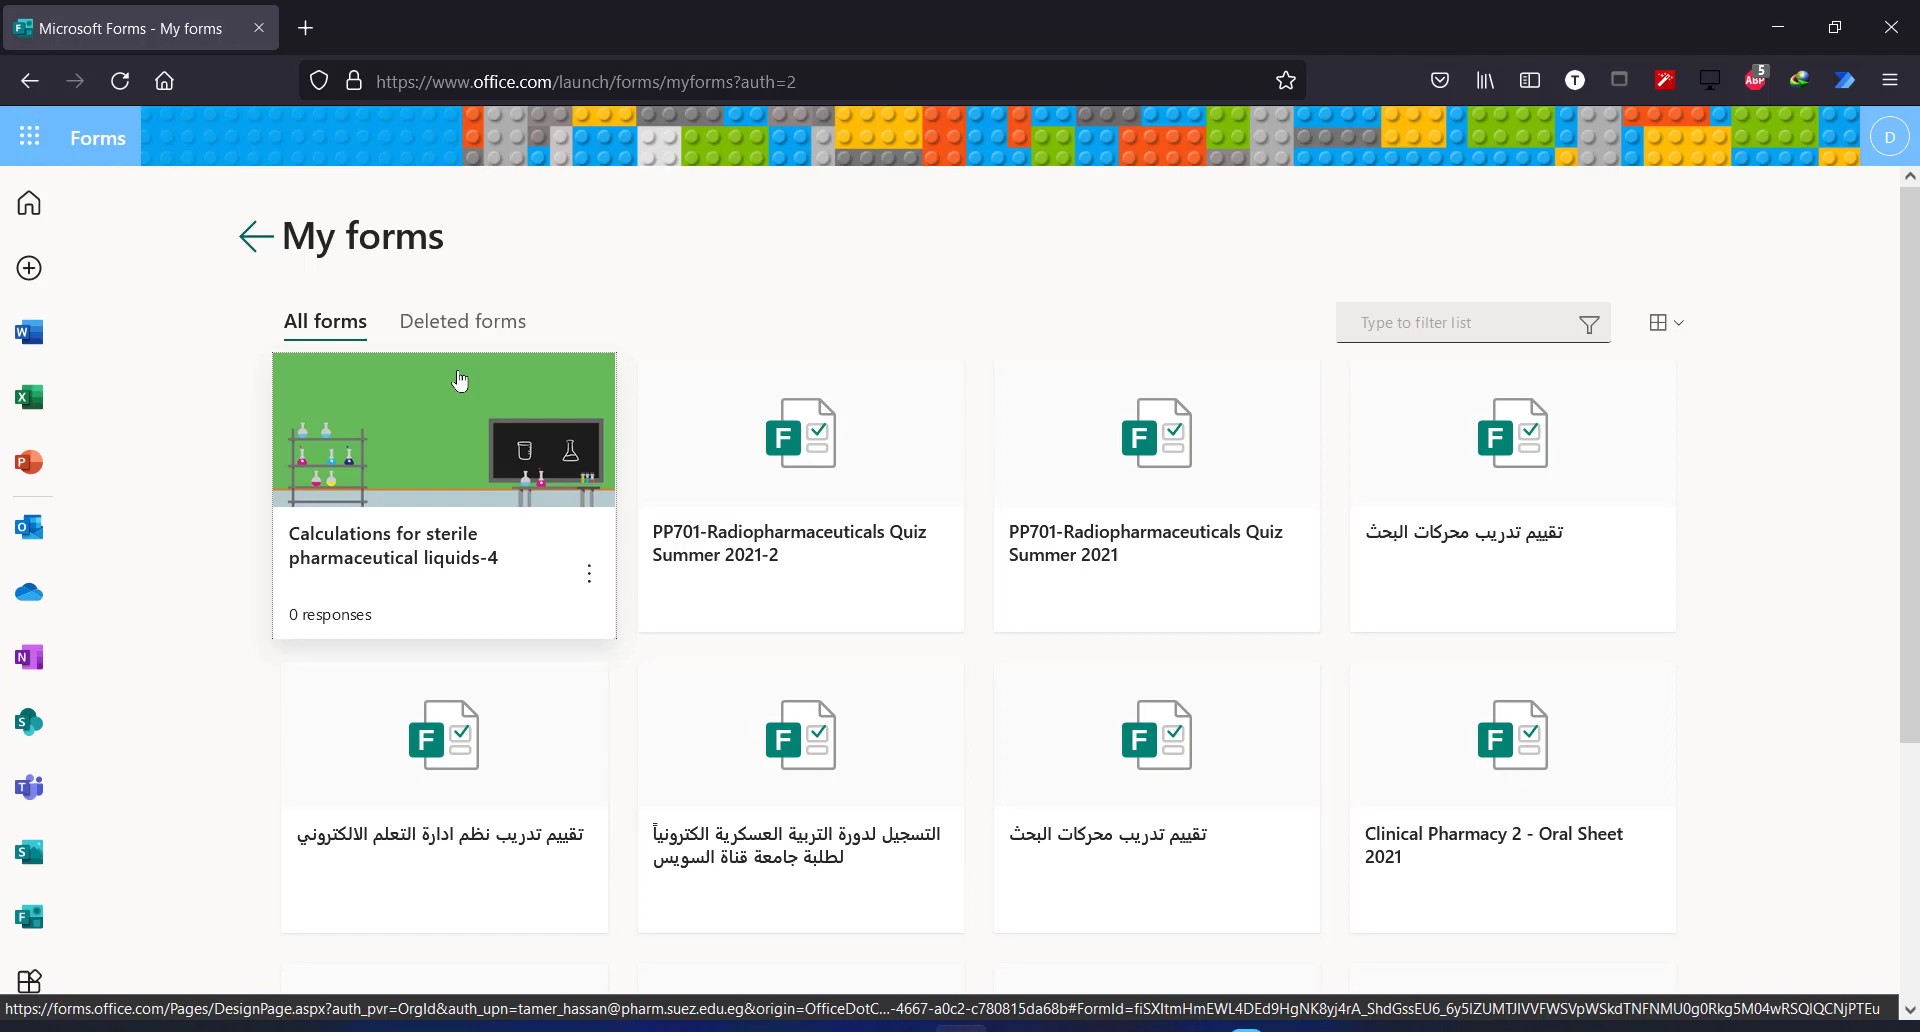 Microsoft Forms - My forms
https://www.office.com/launch/forms/myforms?auth=2
5
ABP
T
Forms
D
My forms
All forms
Deleted forms
Type to filter list
Calculations for sterile
pharmaceutical liquids-4
0 responses
PP701-Radiopharmaceuticals Quiz
Summer 2021-2
PP701-Radiopharmaceuticals Quiz
Summer 2021
تقييم تدريب محركات البحث
تقييم تدريب نظم ادارة التعلم الالكتروني
التسجيل لدورة التربية العسكرية الكترونياً
لطلبة جامعة قناة السويس
تقييم تدريب محركات البحث
Clinical Pharmacy 2 - Oral Sheet
2021
https://forms.office.com/Pages/DesignPage.aspx?auth_pvr=OrgId&auth_upn=tamer_hassan@pharm.suez.edu.eg&origin=OfficeDotC...-4667-a0c2-c780815da68b#FormId=fiSXItmHmEWL4DEd9HgNK8yj4rA_ShdGssEU6_6y5IZUMTJIVVFWSVpWSkdTNFNMU0g0Rkg5M04wRSQlQCNjPTEu